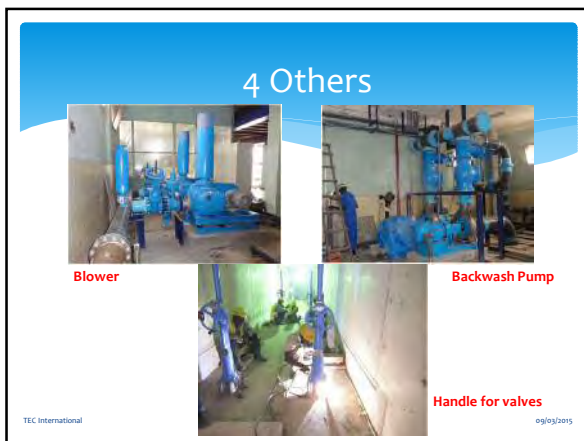 4 Others
Blower
Backwash Pump
Handle for valves
TEC International
09/03/2015